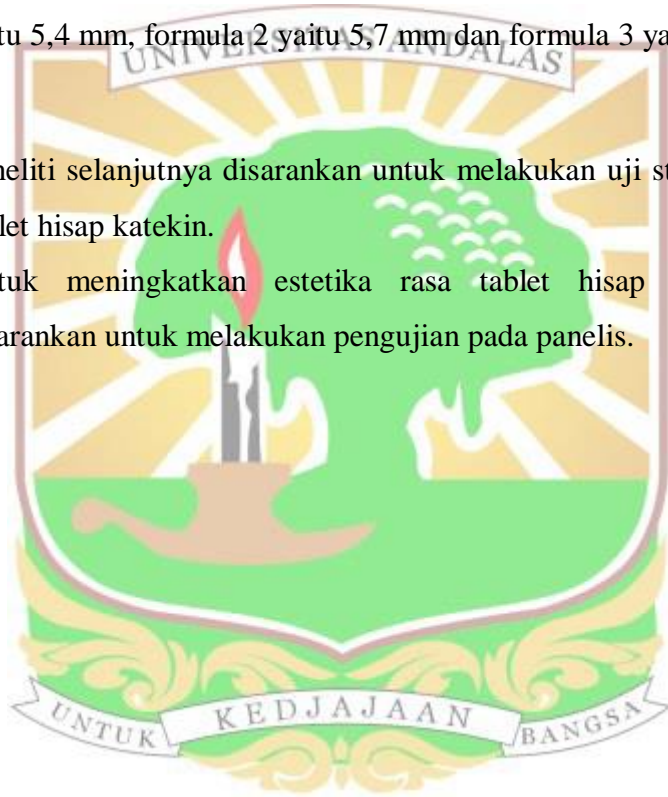 tu 5,4 mm, formula 2 yaitu 5,7 mm dan formula 3 ya
UNIVERSITAS ANDALAS
neliti selanjutnya disarankan untuk melakukan uji st
let hisap katekin.
tuk meningkatkan estetika rasa tablet hisap
arankan untuk melakukan pengujian pada panelis.
UNTUK KEDJAJAAN BANGSA